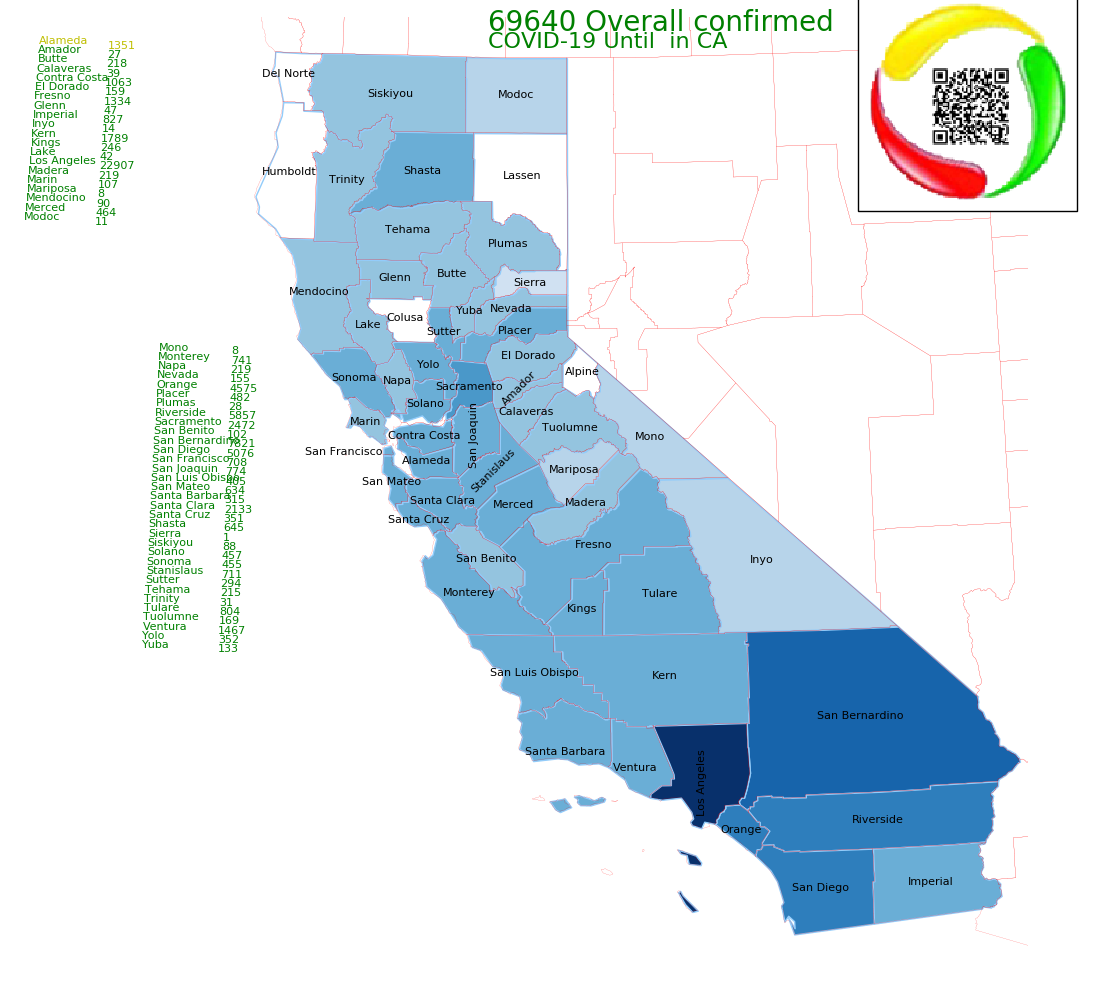 69640 Overall confirmed
COVID-19 Until  in CA
Alameda 1351
Amador 27
Butte 218
Calaveras 39
Contra Costa 1063
El Dorado 159
Fresno 1334
Glenn 47
Imperial 827
Inyo 14
Kern 1789
Kings 246
Lake 42
Los Angeles 22907
Madera 219
Marin 107
Mariposa 8
Mendocino 90
Merced 464
Modoc 11
Mono 8
Monterey 741
Napa 219
Nevada 155
Orange 4575
Placer 482
Plumas 28
Riverside 5857
Sacramento 2472
San Benito 102
San Bernardino 7821
San Diego 5076
San Francisco 708
San Joaquin 774
San Luis Obispo 405
San Mateo 634
Santa Barbara 315
Santa Clara 2133
Santa Cruz 351
Shasta 645
Sierra 1
Siskiyou 88
Solano 457
Sonoma 455
Stanislaus 711
Sutter 294
Tehama 215
Trinity 31
Tulare 804
Tuolumne 169
Ventura 1467
Yolo 352
Yuba 133
Del Norte
Siskiyou
Modoc
Humboldt
Trinity
Shasta
Lassen
Tehama
Plumas
Glenn
Butte
Sierra
Mendocino
Colusa
Yuba
Nevada
Lake
Sutter
Placer
Yolo
El Dorado
Alpine
Sonoma
Napa
Sacramento
Amador
Solano
Calaveras
Marin
Tuolumne
Contra Costa
San Joaquin
Mono
San Francisco
Alameda
Stanislaus
Mariposa
San Mateo
Santa Clara
Merced
Madera
Santa Cruz
Fresno
San Benito
Inyo
Monterey
Kings
Tulare
San Luis Obispo
Kern
San Bernardino
Santa Barbara
Ventura
Los Angeles
Orange
Riverside
San Diego
Imperial